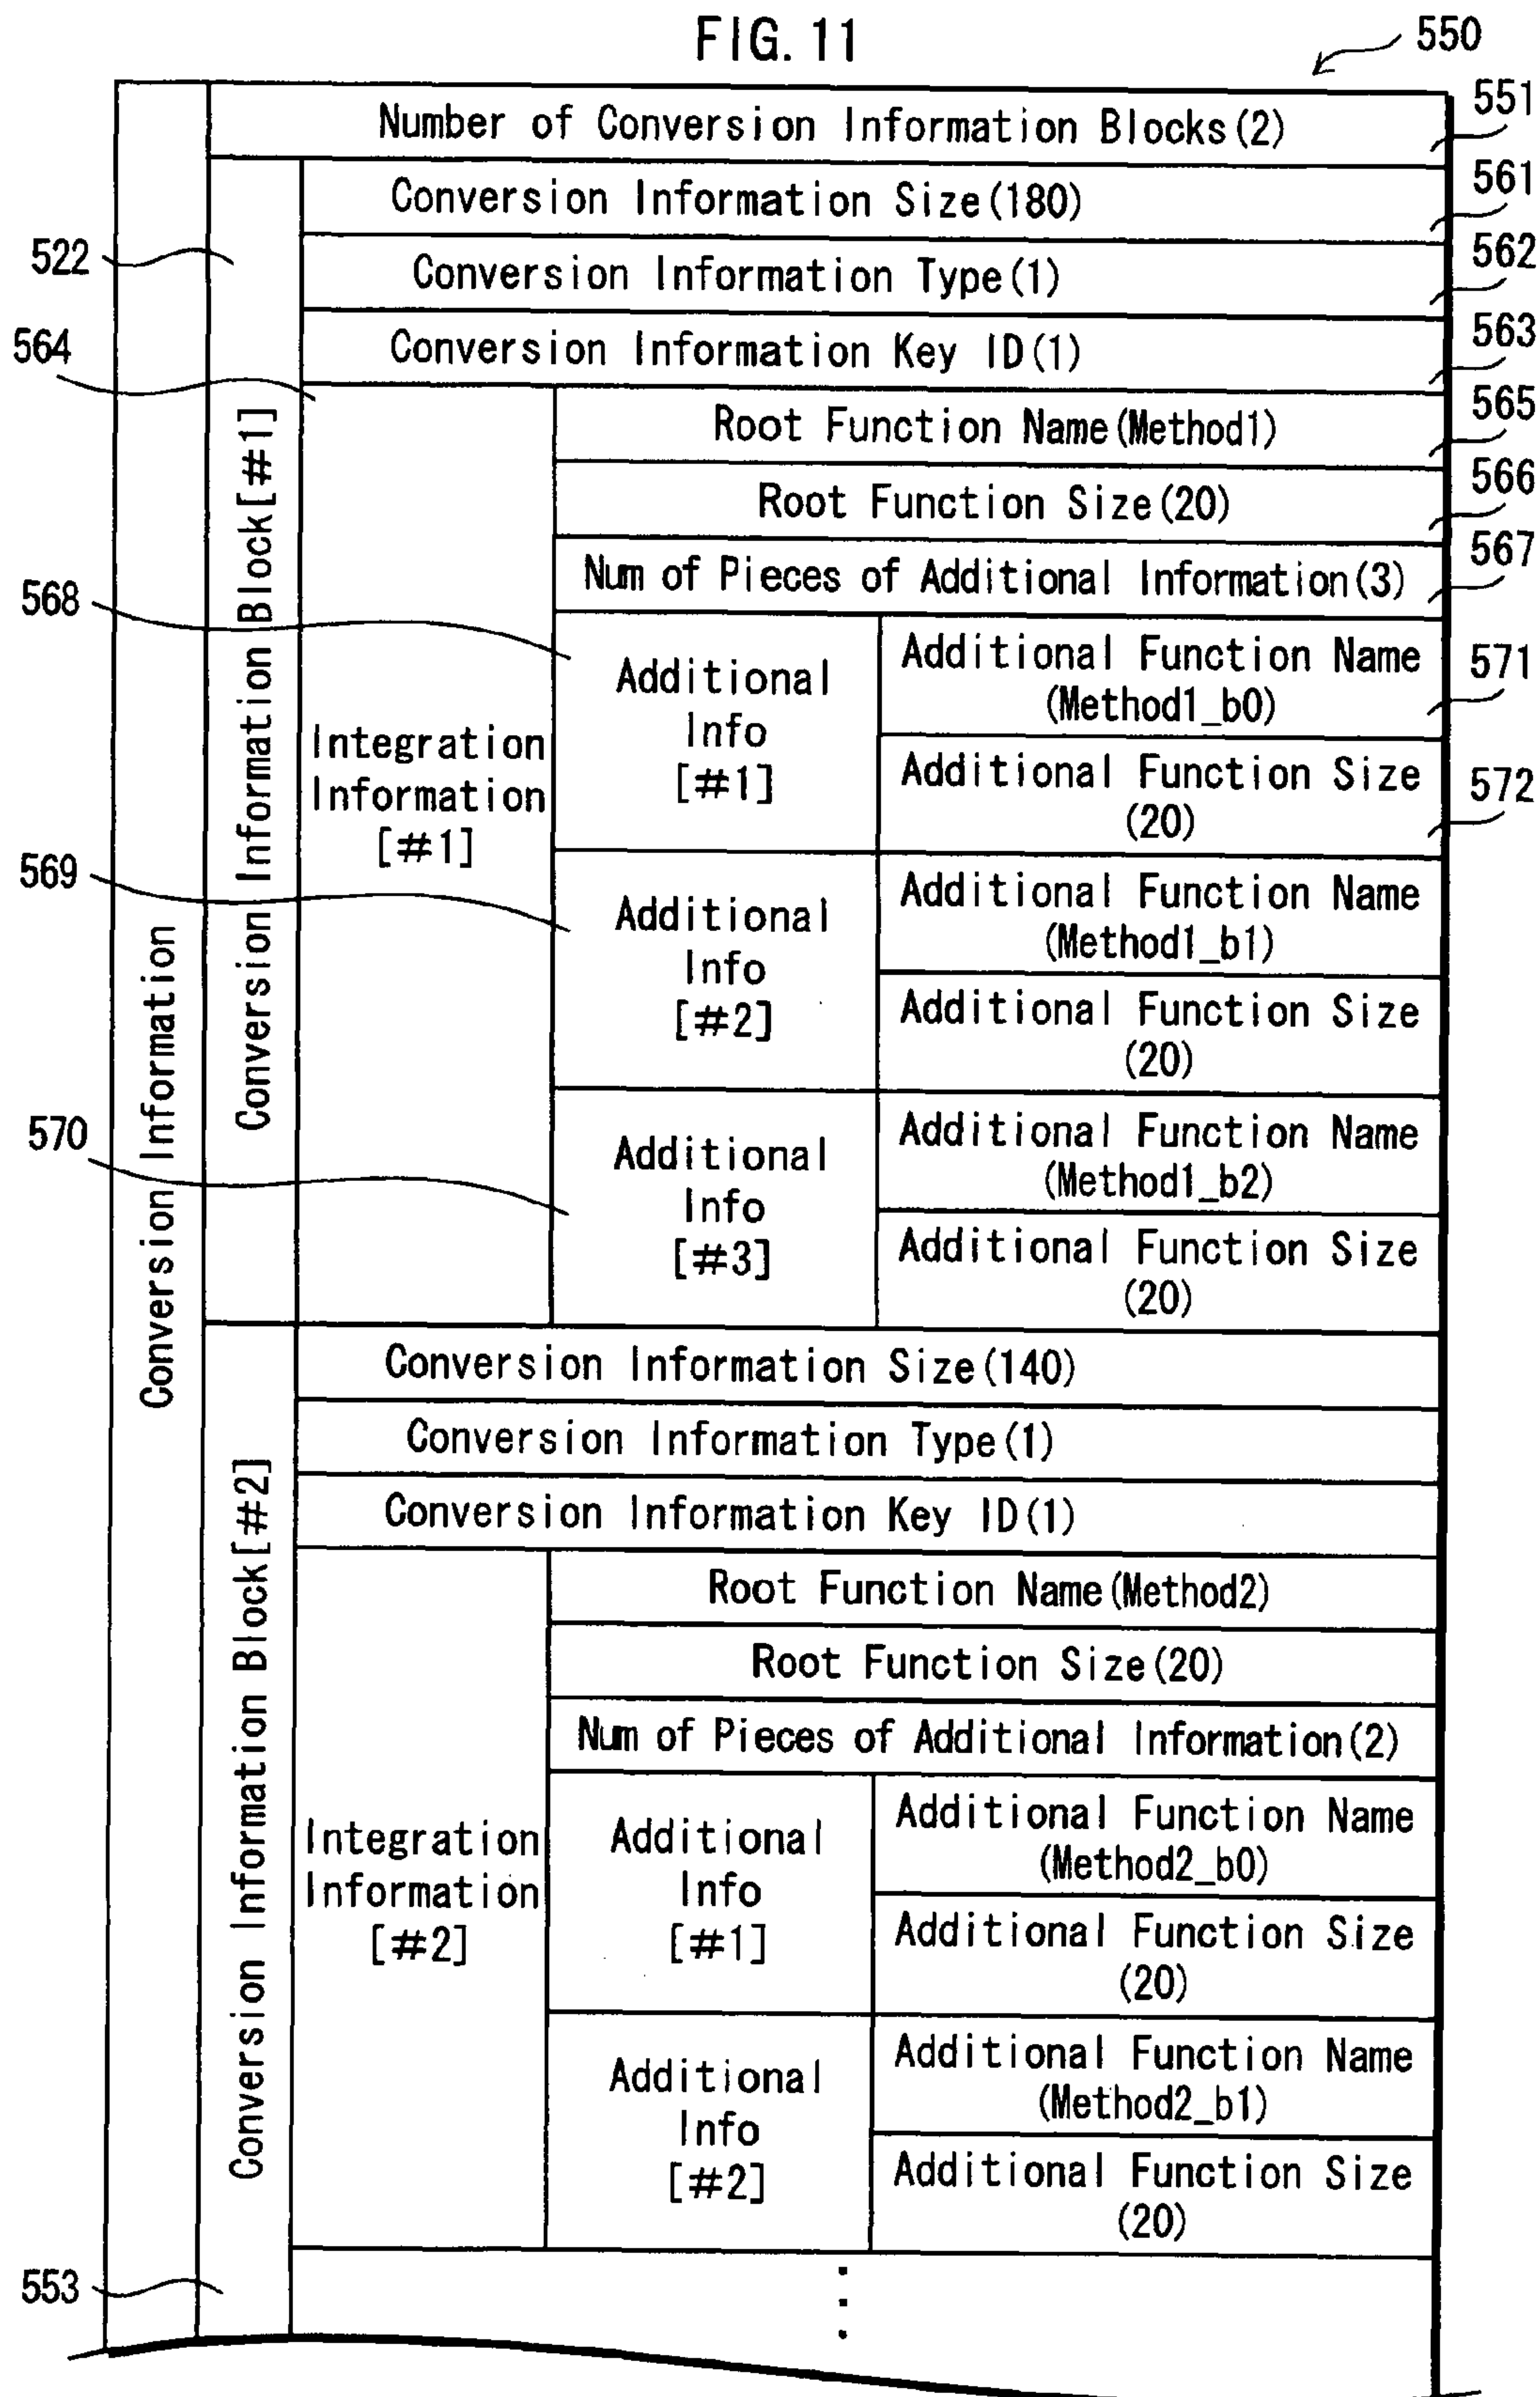 FIG. 11
550
Number of Conversion Information Blocks(2)
551
Conversion Information Size(180)
561
522
Conversion Information Type(1)
562
564
Conversion Information Key ID(1)
563
Root Function Name(Method1)
565
Root Function Size(20)
566
Num of Pieces of Additional Information(3)
567
568
Conversion Information
Conversion Information Block[#1]
Integration
Information
[#1]
Additional
Info
[#1]
Additional Function Name
(Method1_b0)
571
Additional Function Size
(20)
572
569
Additional
Info
[#2]
Additional Function Name
(Method1_b1)
Additional Function Size
(20)
570
Additional
Info
[#3]
Additional Function Name
(Method1_b2)
Additional Function Size
(20)
Conversion Information Block[#2]
Conversion Information Size(140)
Conversion Information Type(1)
Conversion Information Key ID(1)
Root Function Name(Method2)
Root Function Size(20)
Num of Pieces of Additional Information(2)
Integration
Information
[#2]
Additional
Info
[#1]
Additional Function Name
(Method2_b0)
Additional Function Size
(20)
Additional
Info
[#2]
Additional Function Name
(Method2_b1)
Additional Function Size
(20)
553